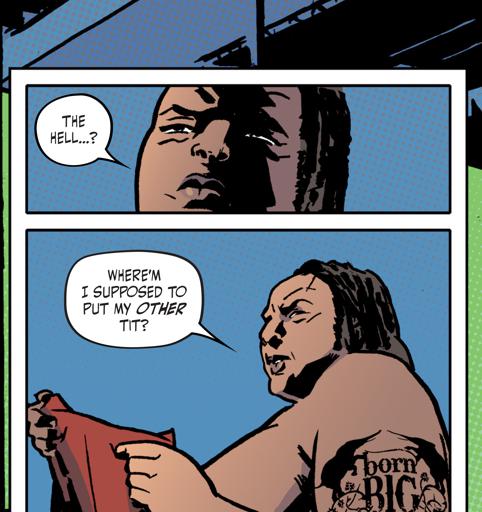 THE
HELL...?
WHERE'M
I SUPPOSED TO
PUT MY OTHER
TIT?
born
BIG